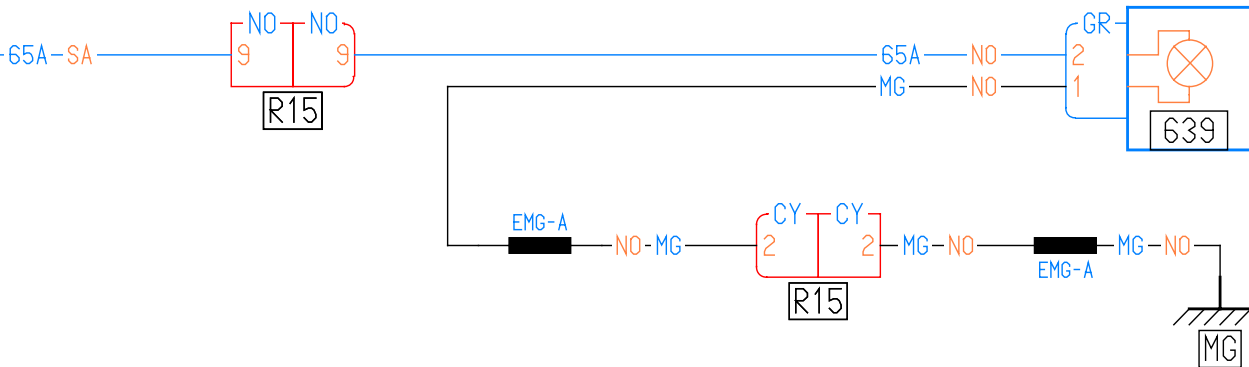 NO NO GR
65A SA 9 9 65A NO 2
MG NO 1
R15 639
EMG-A CY CY
NO MG 2 2 MG NO MG NO
EMG-A
R15
MG